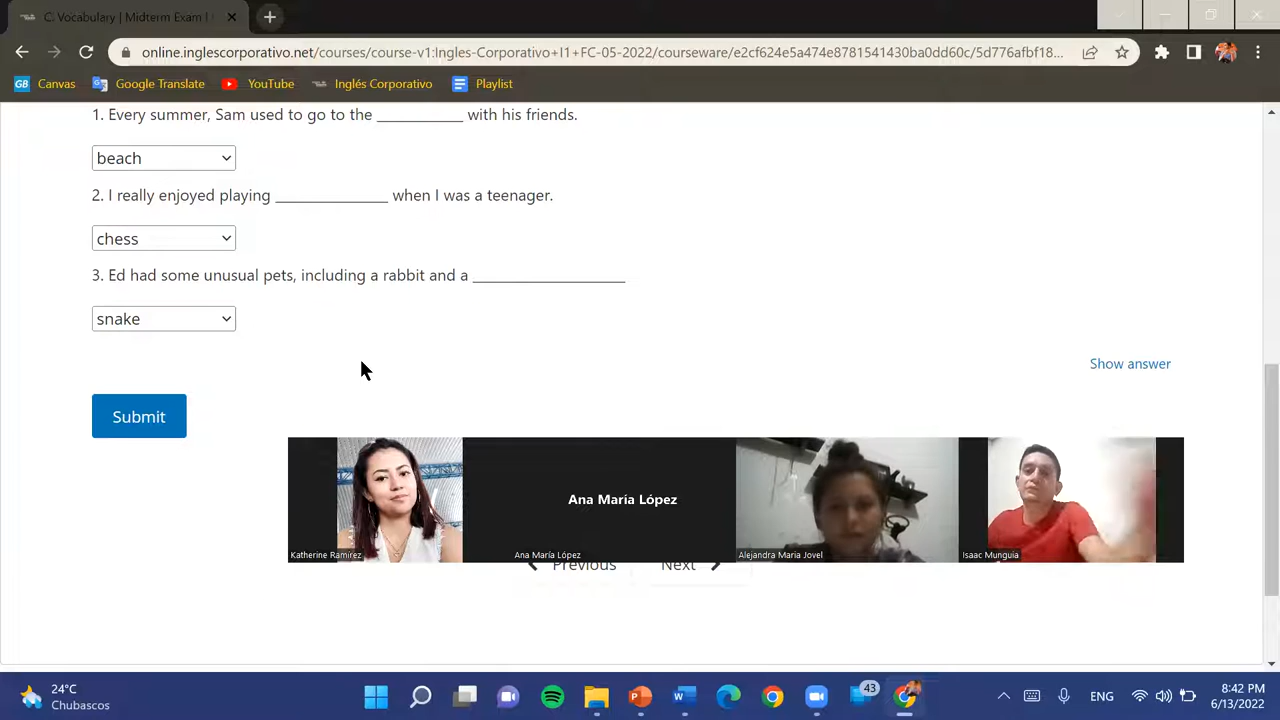 C. Vocabulary | Midterm Exam |
online.inglescorporativo.net/courses/course-v1:Ingles-Corporativo+I1+FC-05-2022/courseware/e2cf624e5a474e8781541430ba0dd60c/5d776afbf18...
GB Canvas Google Translate YouTube Inglés Corporativo Playlist
1. Every summer, Sam used to go to the __________ with his friends.
beach
2. I really enjoyed playing _____________ when I was a teenager.
chess
3. Ed had some unusual pets, including a rabbit and a __________________
snake
Show answer
Submit
Ana María López
Katherine Ramirez Ana María López Alejandra Maria Jovel Isaac Munguia
Previous Next
24°C
Chubascos
43
ENG
8:42 PM
6/13/2022